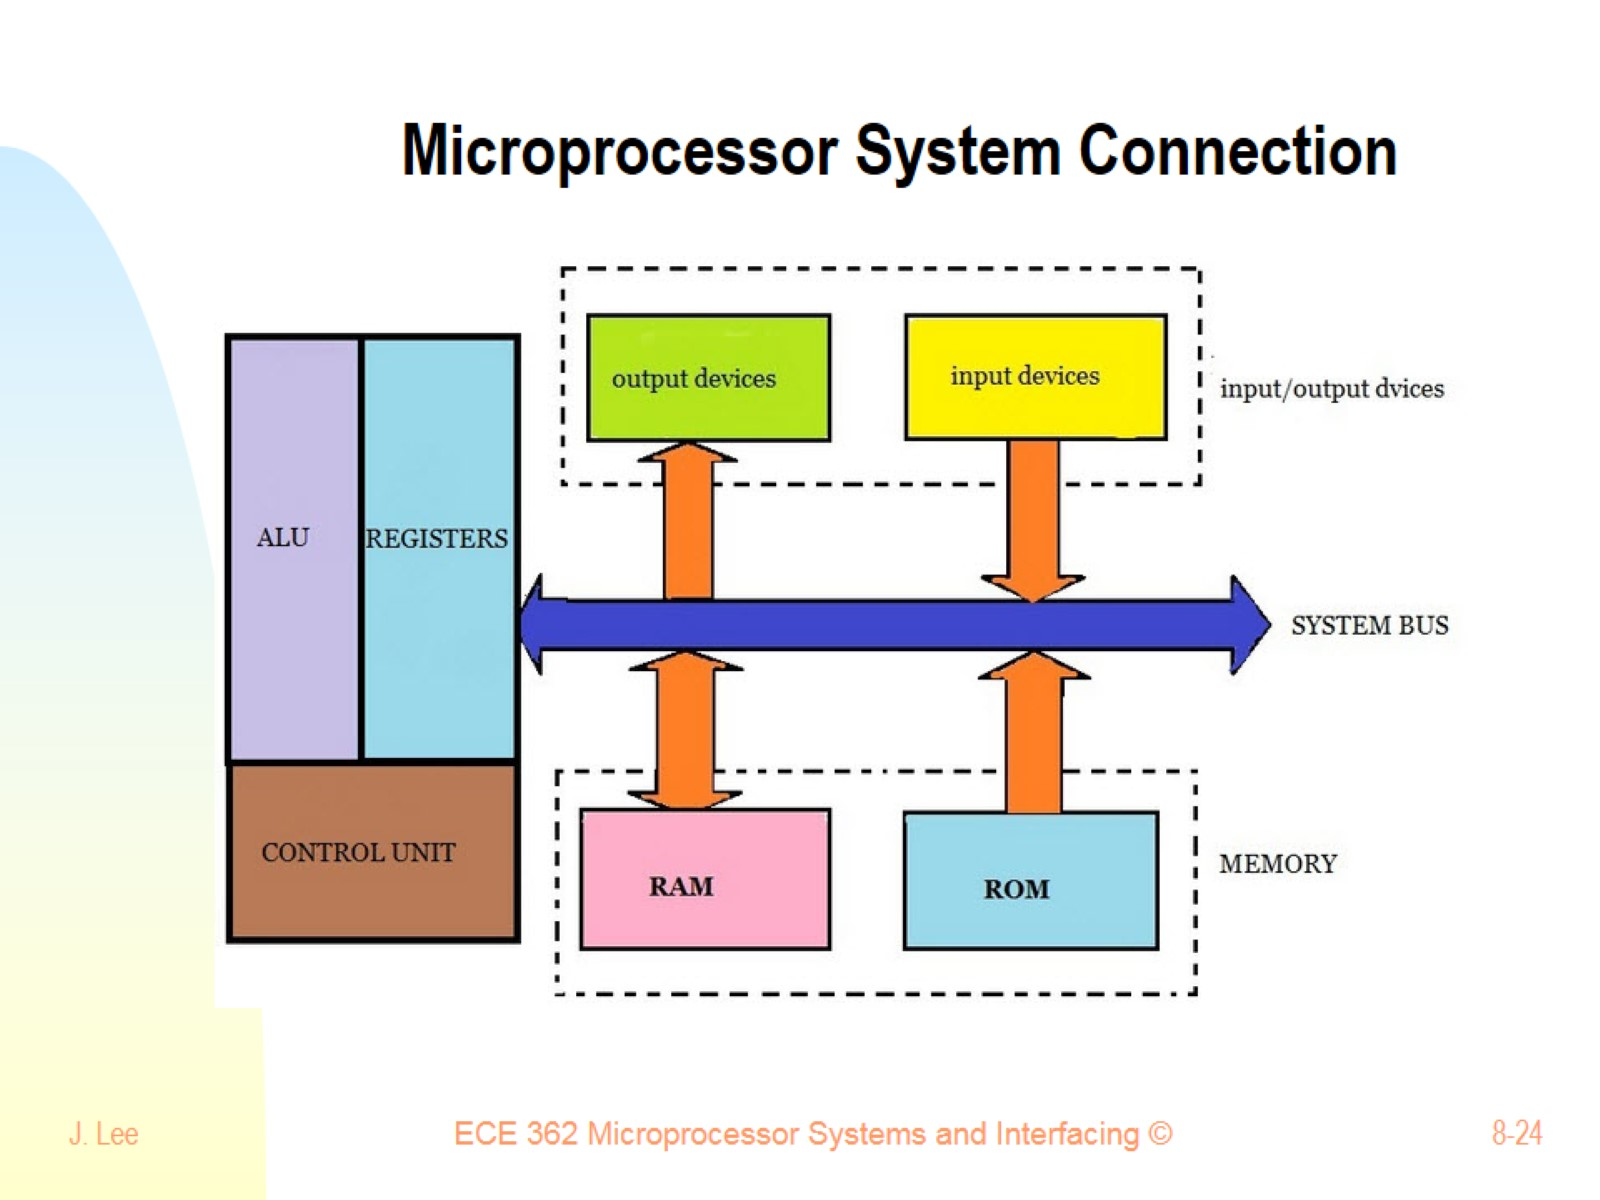 Microprocessor System Connection
output devices
input devices
input/output dvices
ALU
REGISTERS
SYSTEM BUS
CONTROL UNIT
RAM
ROM
MEMORY
J. Lee
ECE 362 Microprocessor Systems and Interfacing ©
8-24